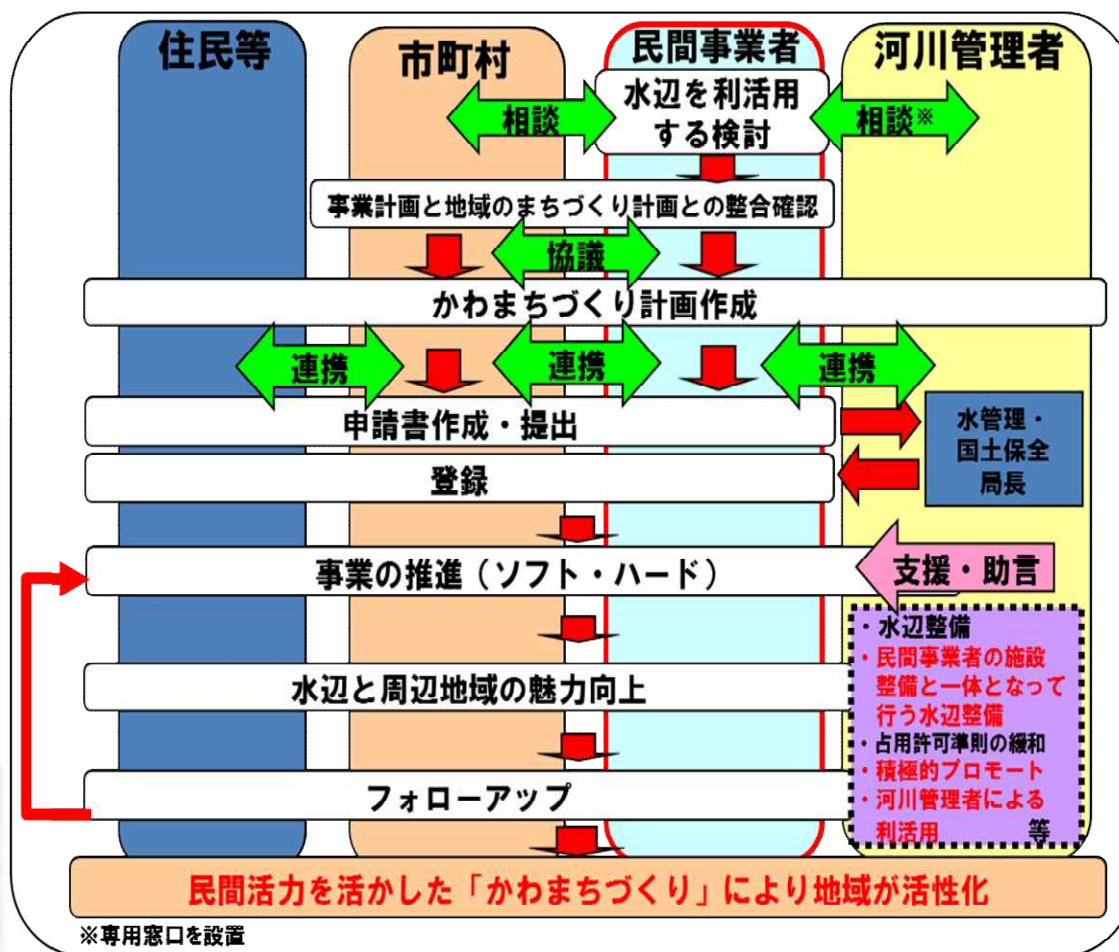 住民等
市町村
民間事業者
河川管理者
相談
水辺を利活用
する検討
相談※
事業計画と地域のまちづくり計画との整合確認
協議
かわまちづくり計画作成
連携
連携
連携
申請書作成・提出
水管理・
国土保全
局長
登録
事業の推進（ソフト・ハード）
支援・助言
・水辺整備
・民間事業者の施設
整備と一体となって
行う水辺整備
・占用許可準則の緩和
・積極的プロモート
・河川管理者による
利活用 等
水辺と周辺地域の魅力向上
フォローアップ
民間活力を活かした「かわまちづくり」により地域が活性化
※専用窓口を設置